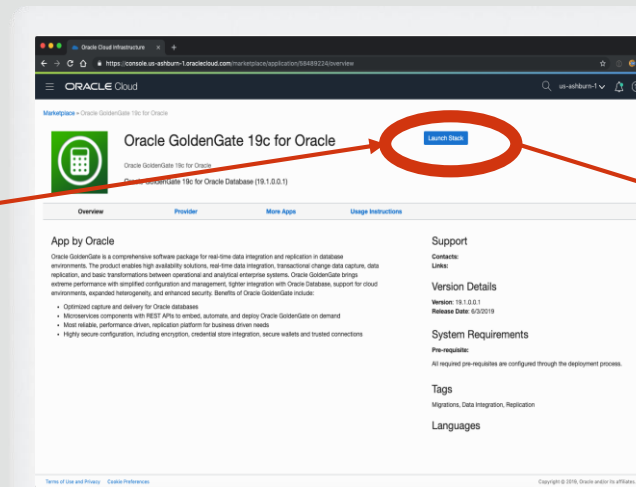 Oracle Cloud Infrastructure
https://console.us-ashburn-1.oraclecloud.com/marketplace/application/58489224/overview
ORACLE Cloud
us-ashburn-1
Marketplace » Oracle GoldenGate 19c for Oracle
Oracle GoldenGate 19c for Oracle
Launch Stack
Oracle GoldenGate 19c for Oracle
Oracle GoldenGate 19c for Oracle Database (19.1.0.0.1)
Overview Provider More Apps Usage Instructions
App by Oracle
Oracle GoldenGate is a comprehensive software package for real-time data integration and replication in database
environments. The product enables high availability solutions, real-time data integration, transactional change data capture, data
replication, and basic transformations between operational and analytical enterprise systems. Oracle GoldenGate brings
extreme performance with simplified configuration and management, tighter integration with Oracle Database, support for cloud
environments, expanded heterogeneity, and enhanced security. Benefits of Oracle GoldenGate include:
• Optimized capture and delivery for Oracle databases
• Microservices components with REST APIs to embed, automate, and deploy Oracle GoldenGate on demand
• Most reliable, performance driven, replication platform for business driven needs
• Highly secure configuration, including encryption, credential store integration, secure wallets and trusted connections
Support
Contacts:
Links:
Version Details
Version: 19.1.0.0.1
Release Date: 6/3/2019
System Requirements
Pre-requisite:
All required pre-requisites are configured through the deployment process.
Tags
Migrations, Data Integration, Replication
Languages
Terms of Use and Privacy Cookie Preferences
Copyright © 2019, Oracle and/or its affiliates.